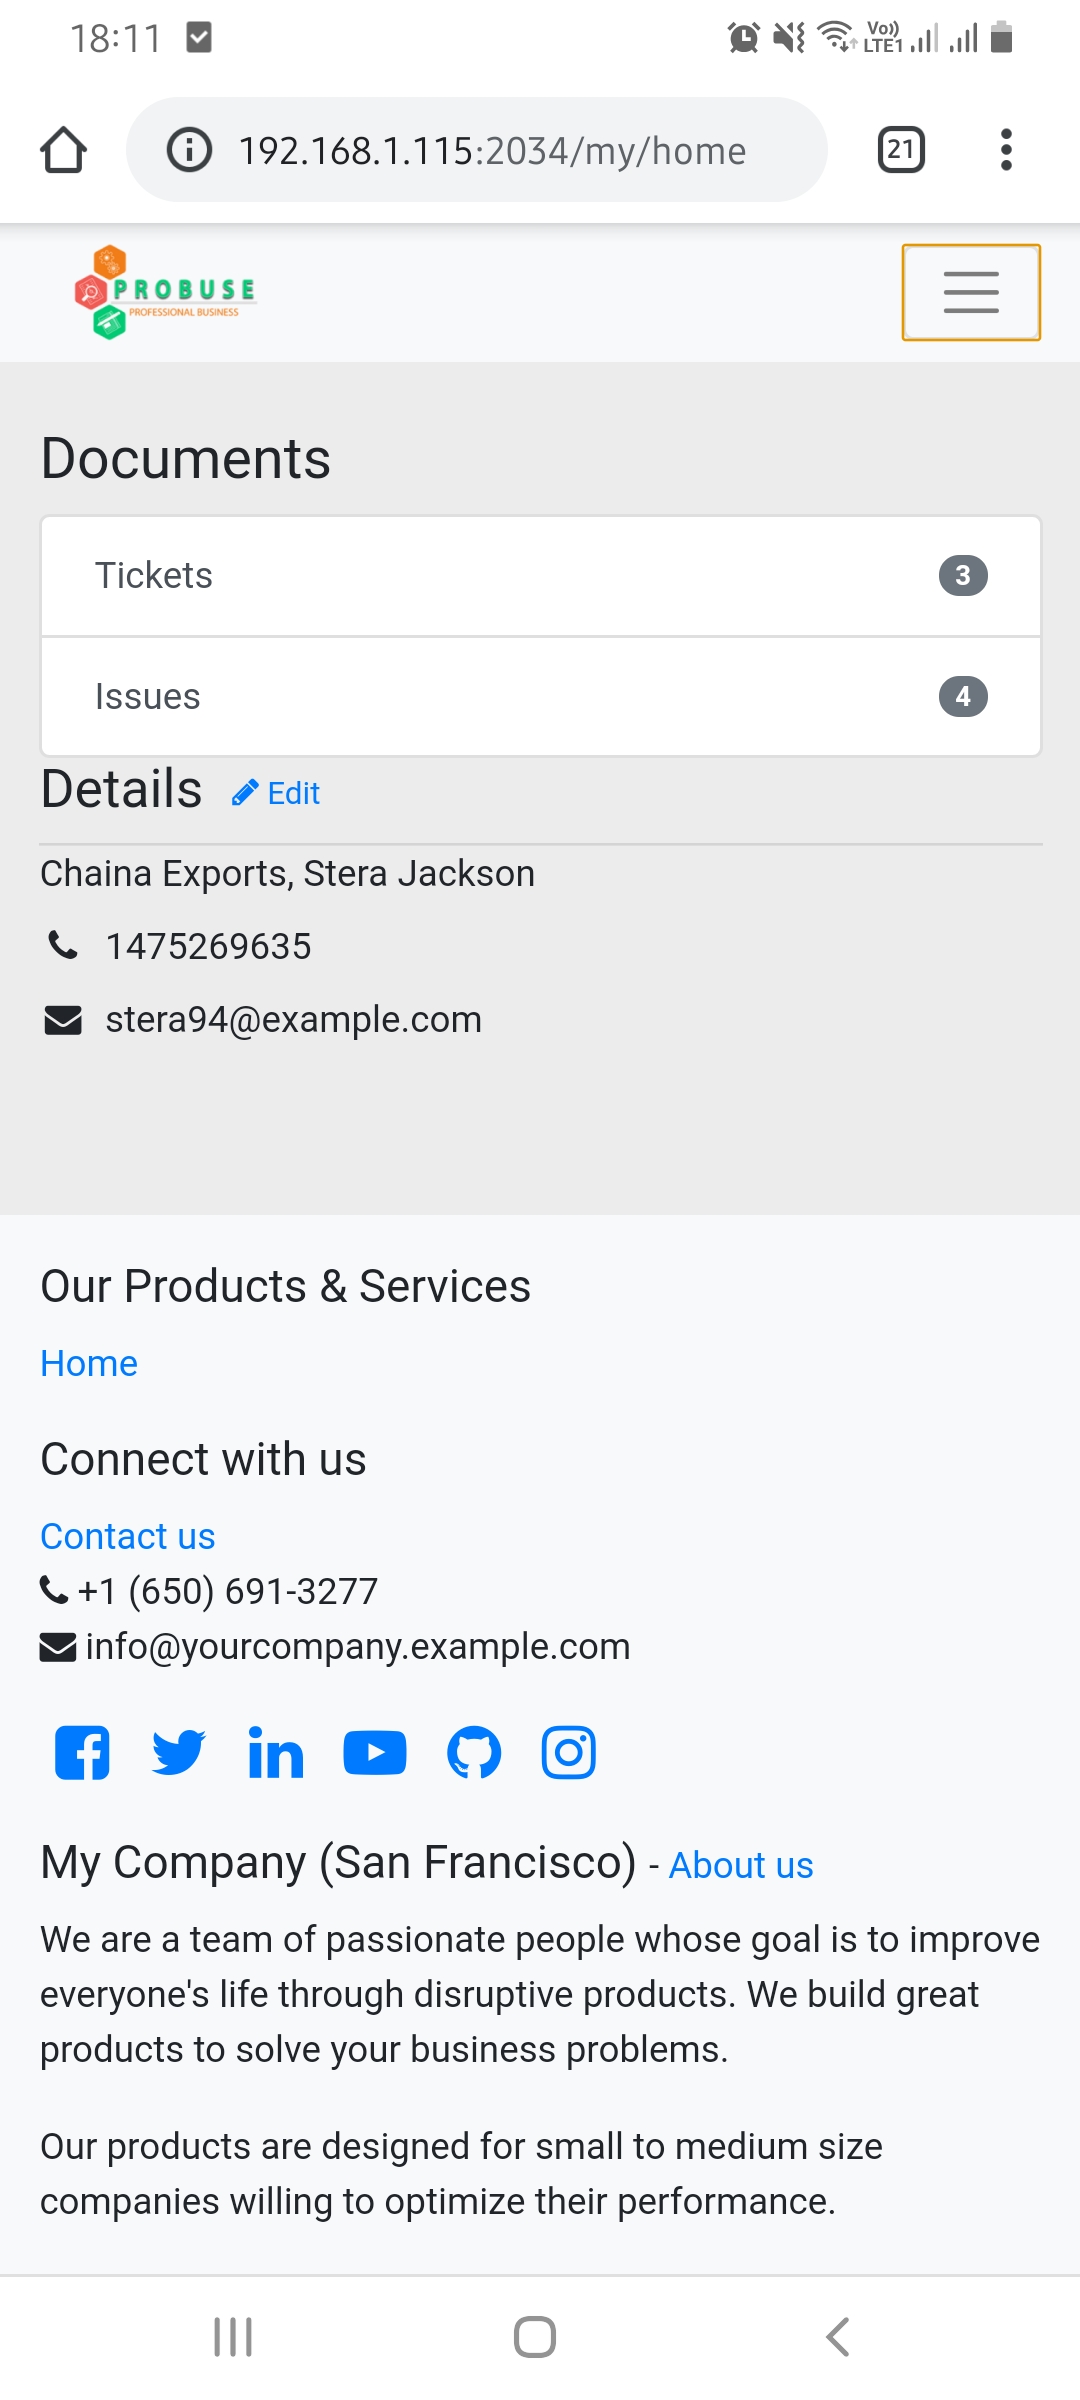 18:11
Vo))
LTE1
192.168.1.115:2034/my/home
21
PROBUSE
PROFESSIONAL BUSINESS
Documents
Tickets 3
Issues 4
Details Edit
Chaina Exports, Stera Jackson
1475269635
stera94@example.com
Our Products & Services
Home
Connect with us
Contact us
+1 (650) 691-3277
info@yourcompany.example.com
My Company (San Francisco) - About us
We are a team of passionate people whose goal is to improve
everyone's life through disruptive products. We build great
products to solve your business problems.
Our products are designed for small to medium size
companies willing to optimize their performance.